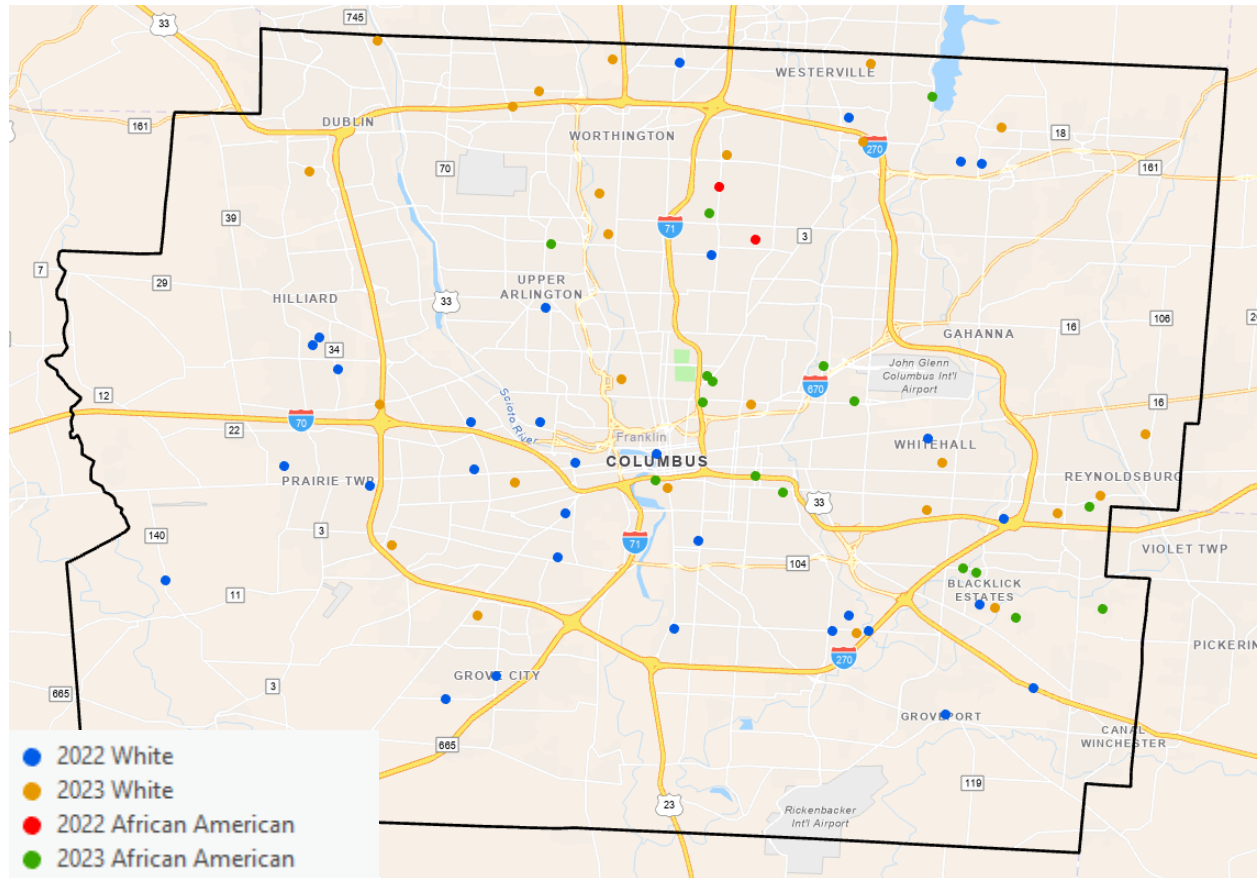 33
745
WESTERVILLE
161
DUBLIN
WORTHINGTON
18
270
70
161
39
71
3
7
29
UPPER
ARLINGTON
HILLIARD
33
106
16
GAHANNA
34
John Glenn
Columbus Int'l
Airport
670
12
Scioto River
16
70
22
Franklin
WHITEHALL
COLUMBUS
PRAIRIE TWP
REYNOLDSBURG
33
3
140
71
VIOLET TWP
104
BLACKLICK
ESTATES
11
PICKERIN
270
GROVE CITY
3
665
GROVEPORT
CANAL
WINCHESTER
665
119
23
Rickenbacker
Int'l Airport
2022 White
2023 White
2022 African American
2023 African American